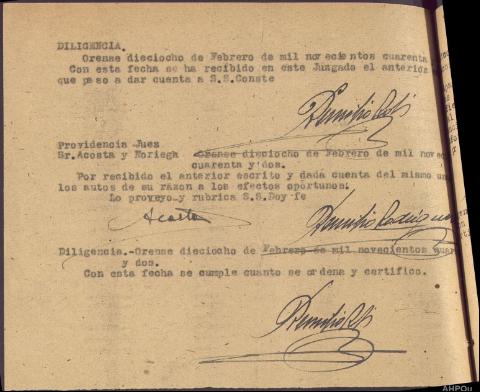 DILIGENCIA.
Orense dieciocho de Febrero de mil novecientos cuarenta
Con esta fecha se ha recibido en este Juzgado el anterior
que paso a dar cuenta a S.S. Conste
Providencia Juez
Sr. Acosta y Noriega Orense dieciocho de Febrero de mil nove
cuarenta y dos.
Por recibido el anterior escrito y dada cuenta del mismo un
los autos de su razon a los efectos oportunos.
Lo proveyo y rubrica S.S. Doy fe
Acosta
Diligencia.- Orense dieciocho de Febrero de mil novecientos cuar
y dos.
Con esta fecha se cumple cuanto se ordena y certifico.
AHPOu